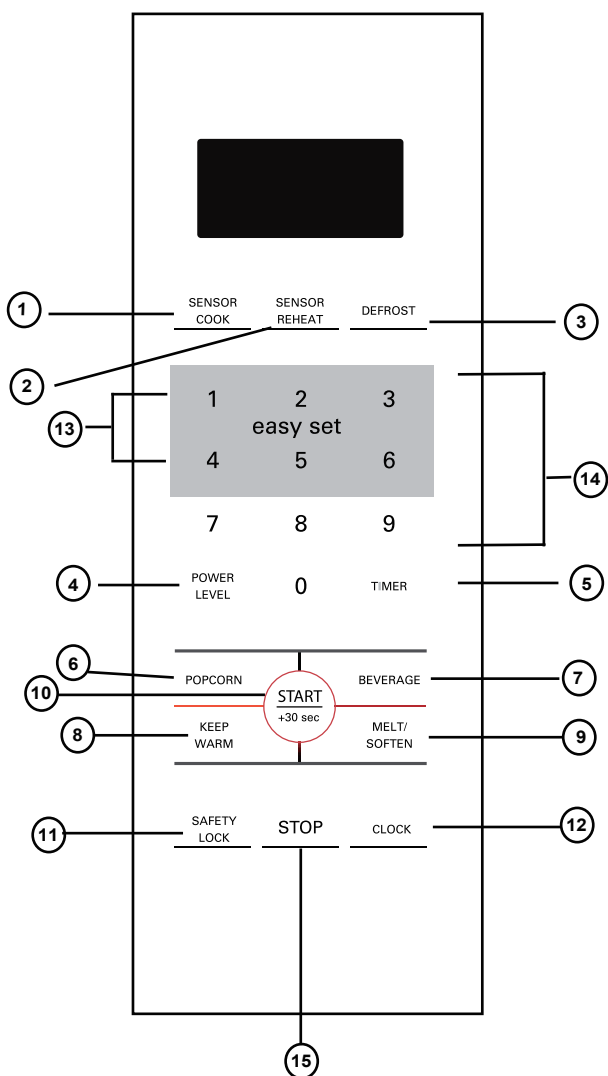 SENSOR
COOK
SENSOR
REHEAT
DEFROST
1
3
2
1 2 3
easy set
13
4 5 6
14
7 8 9
4
POWER
LEVEL
0
TIMER
5
6
POPCORN
BEVERAGE
7
10
START
+30 sec
8
KEEP
WARM
MELT/
SOFTEN
9
11
SAFETY
LOCK
STOP
CLOCK
12
15